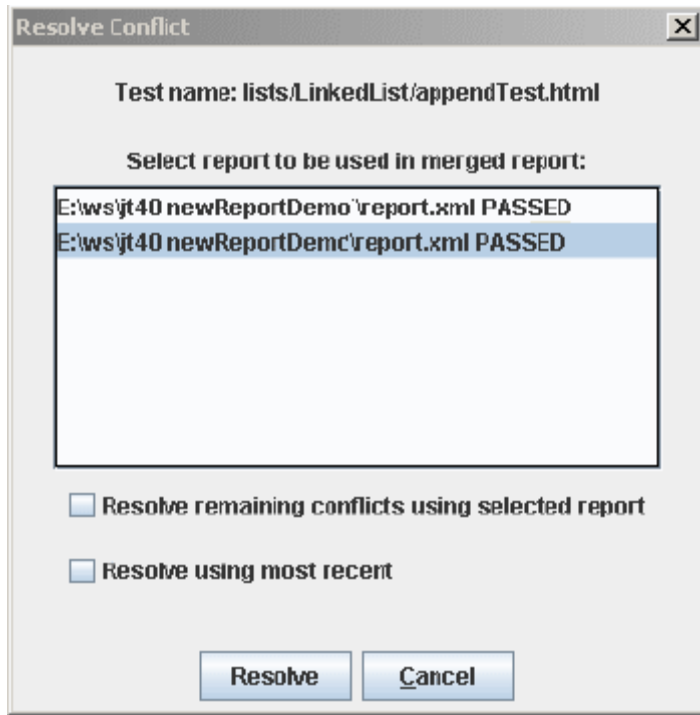 Resolve Conflict
Test name: lists/LinkedList/appendTest.html
Select report to be used in merged report:
E:\ws\jt40 newReportDemo'\report.xml PASSED
E:\ws\jt40 newReportDemc\report.xml PASSED
Resolve remaining conflicts using selected report
Resolve using most recent
Resolve
Cancel